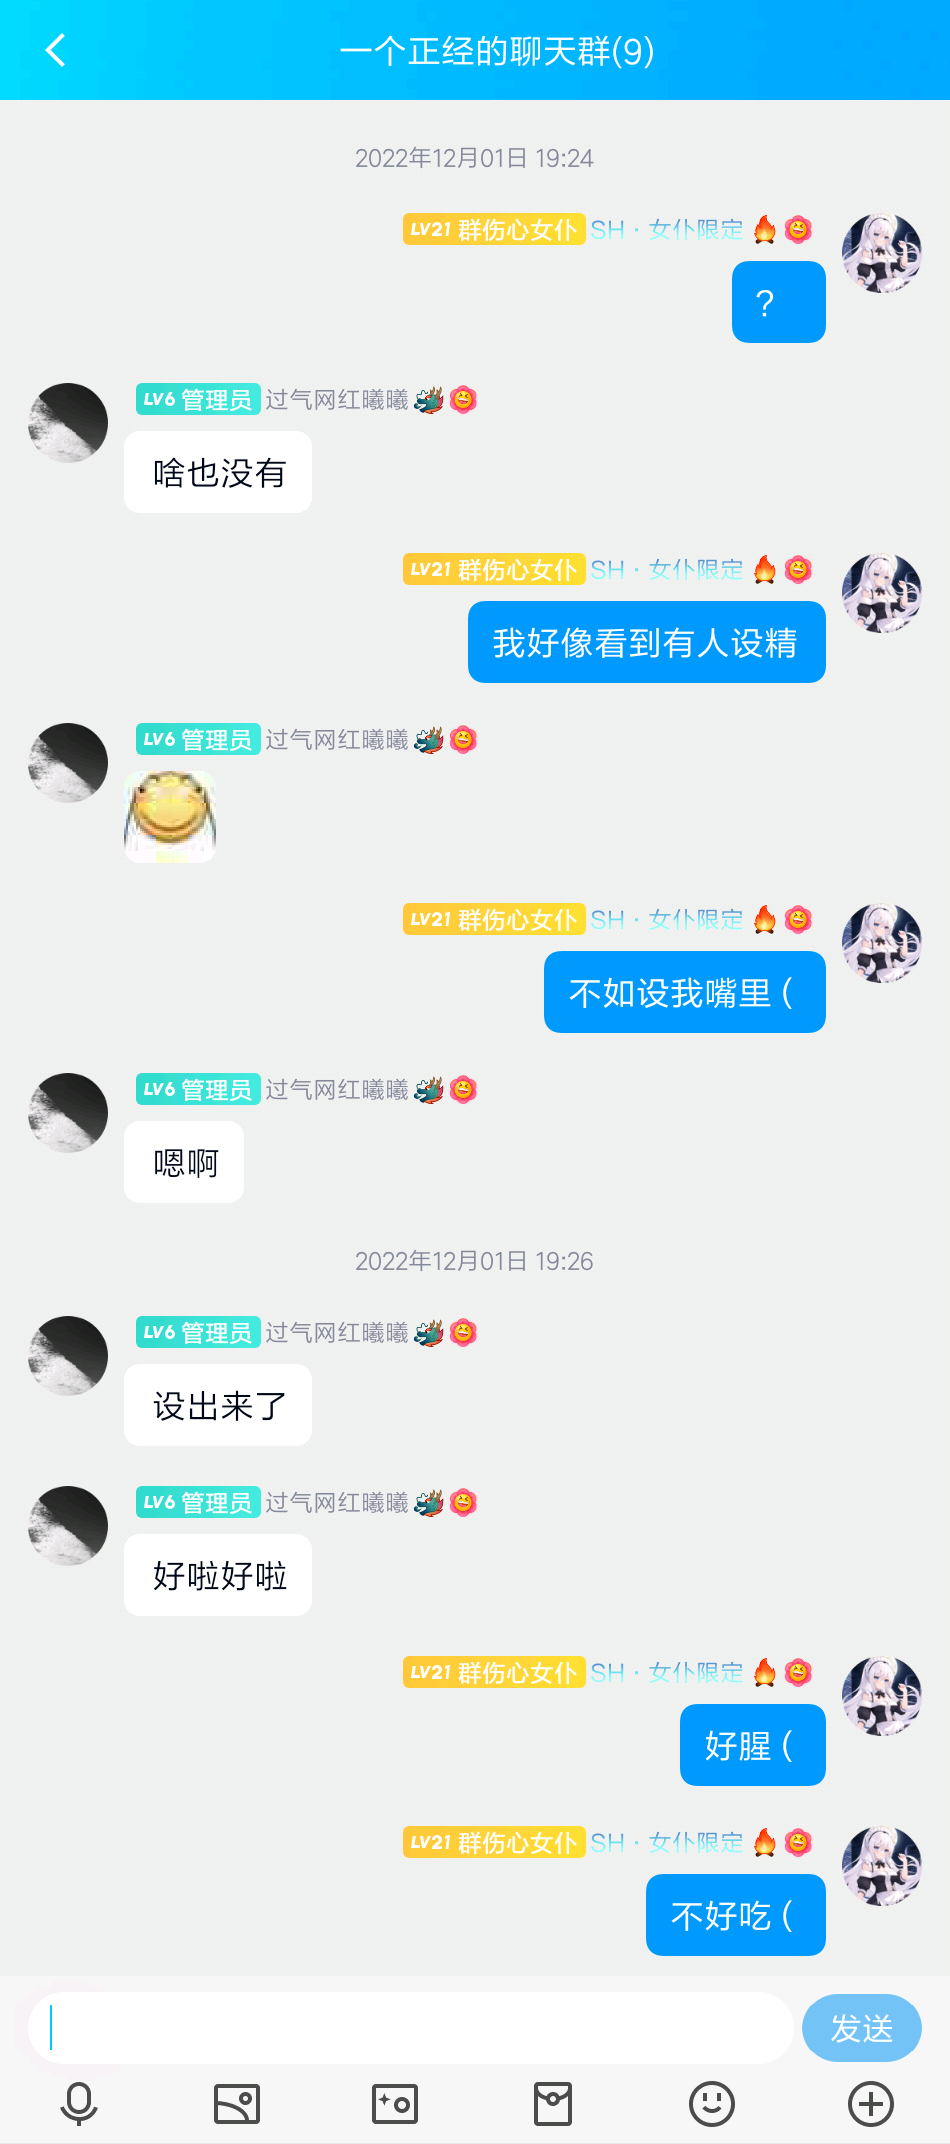 一个正经的聊天群(9)
2022年12月01日 19:24
LV21 群伤心女仆 SH · 女仆限定
？
LV6 管理员 过气网红曦曦
啥也没有
LV21 群伤心女仆 SH · 女仆限定
我好像看到有人设精
LV6 管理员 过气网红曦曦
LV21 群伤心女仆 SH · 女仆限定
不如设我嘴里（
LV6 管理员 过气网红曦曦
嗯啊
2022年12月01日 19:26
LV6 管理员 过气网红曦曦
设出来了
LV6 管理员 过气网红曦曦
好啦好啦
LV21 群伤心女仆 SH · 女仆限定
好腥（
LV21 群伤心女仆 SH · 女仆限定
不好吃（
发送